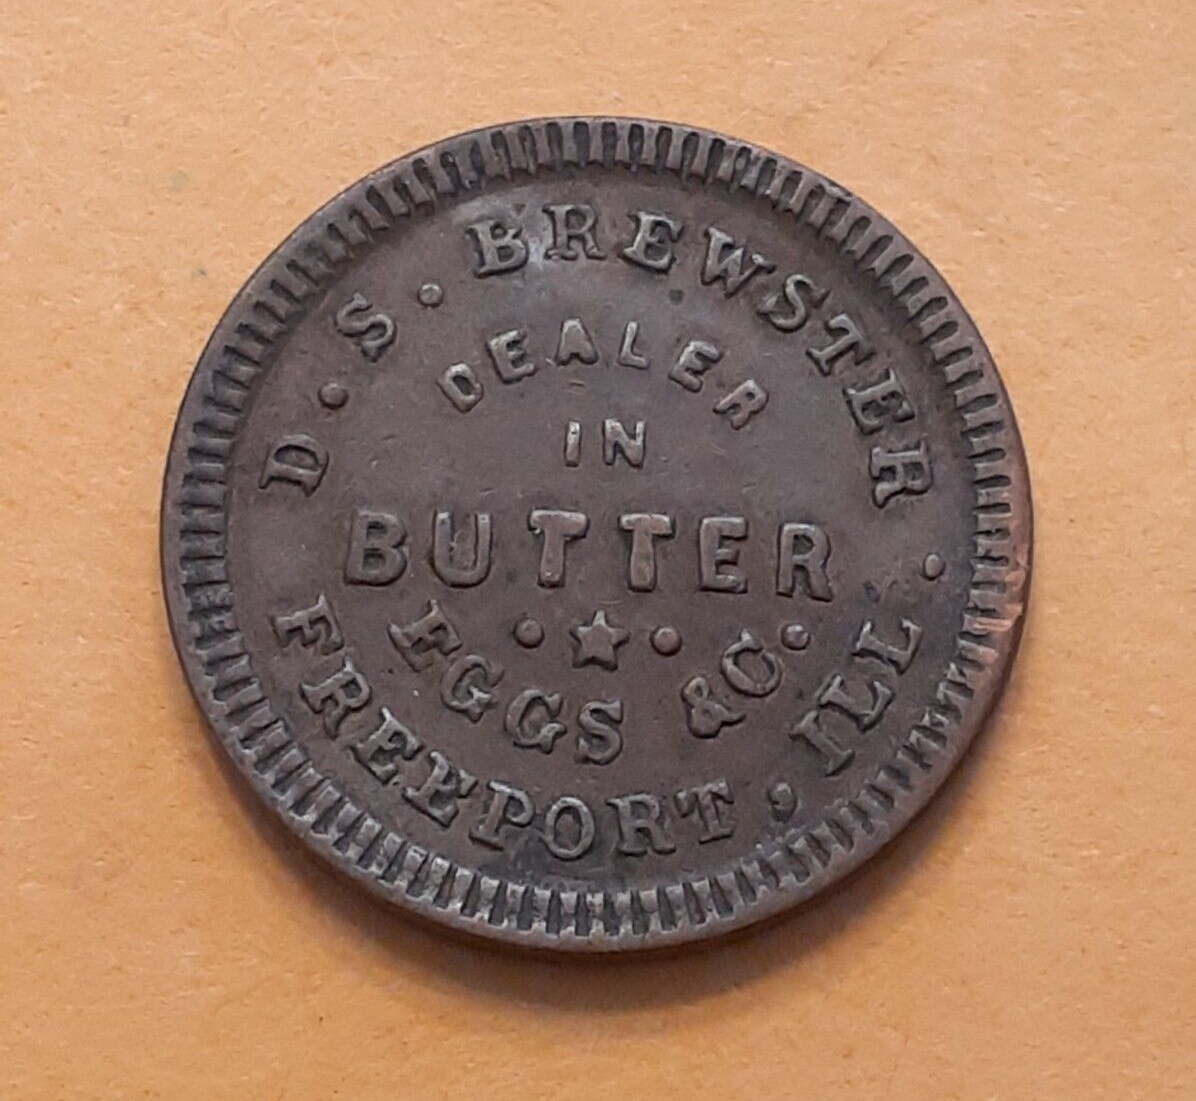 D. S. BREWSTER
DEALER
IN
BUTTER
EGGS &C.
FREEPORT, ILL.